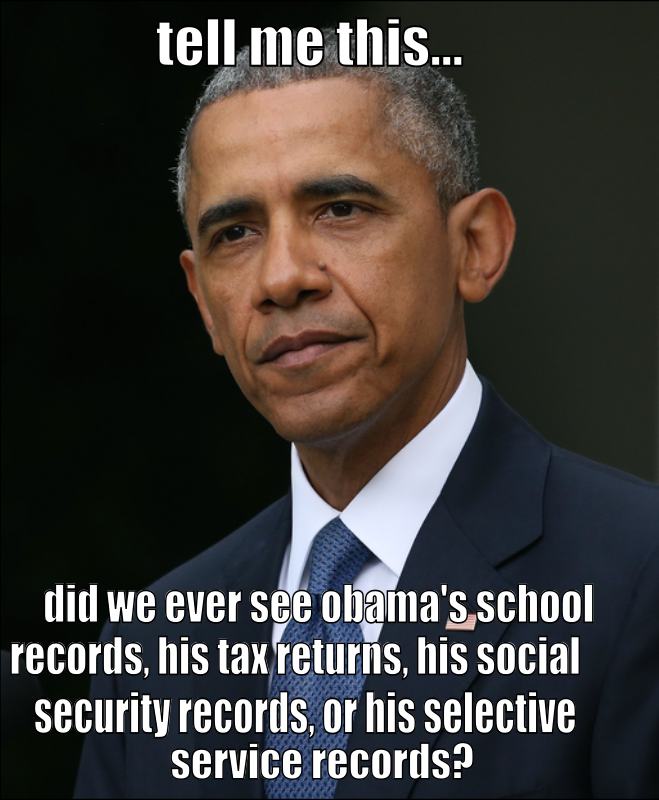 tell me this...
did we ever see obama's school
records, his tax returns, his social
security records, or his selective
service records?